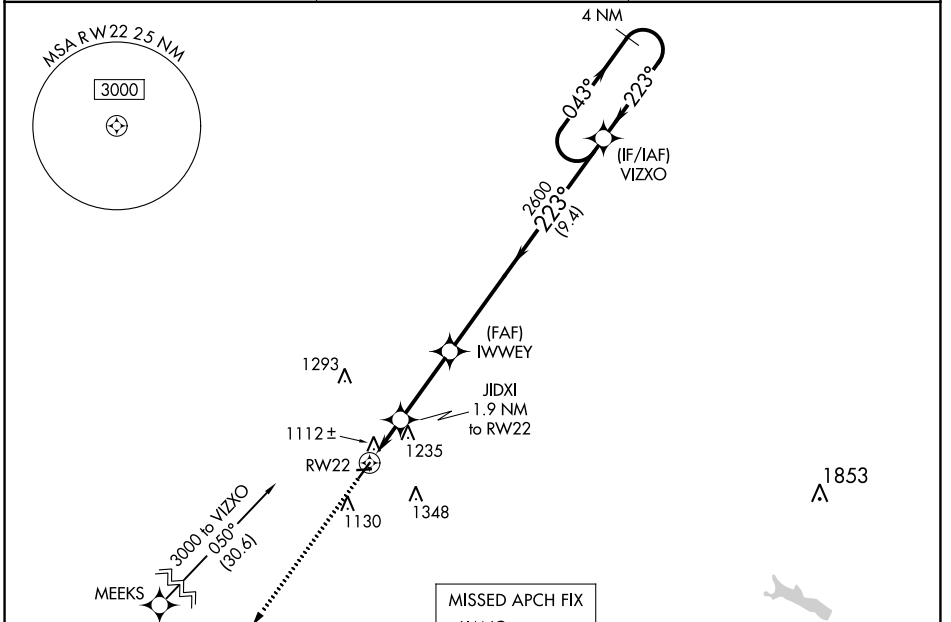 MSA RW22 25 NM
3000
4 NM
043°
223°
(IF/IAF)
VIZXO
2600
223°
(9.4)
(FAF)
IWWEY
1293
JIDXI
1.9 NM
to RW22
1112 ±
1235
RW22
1853
1130
1348
3000 to VIZXO
050°
(30.6)
MEEKS
MISSED APCH FIX